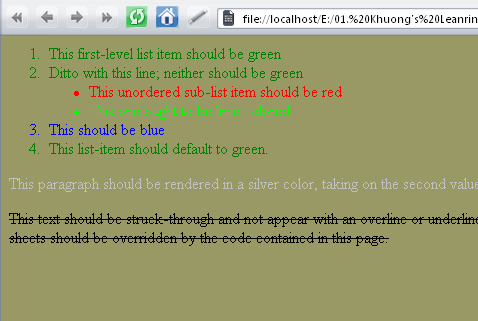 file://localhost/E:/01.%20Khuong's%20Leanrin
1. This first-level list item should be green
2. Ditto with this line; neither should be green
This unordered sub-list item should be red
3. This should be blue
4. This list-item should default to green.
This paragraph should be rendered in a silver color, taking on the second value
This text should be struck-through and not appear with an overline or underline
sheets should be overridden by the code contained in this page.